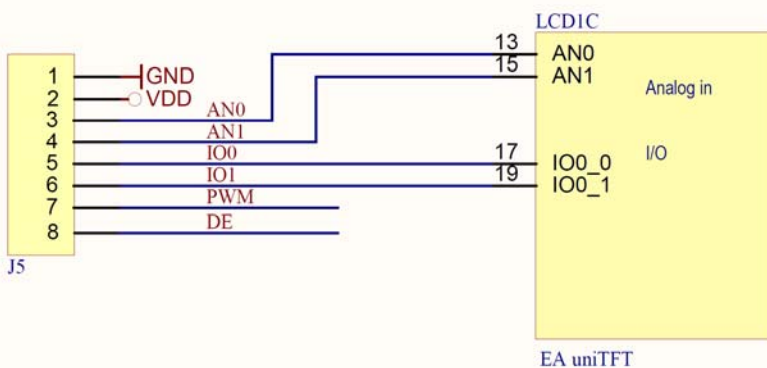 LCD1C
13 AN0
15 AN1
Analog in
1 GND
2 VDD
3 AN0
4 AN1
5 IO0 17 IO0_0
I/O
6 IO1 19 IO0_1
7 PWM
8 DE
J5
EA uniTFT